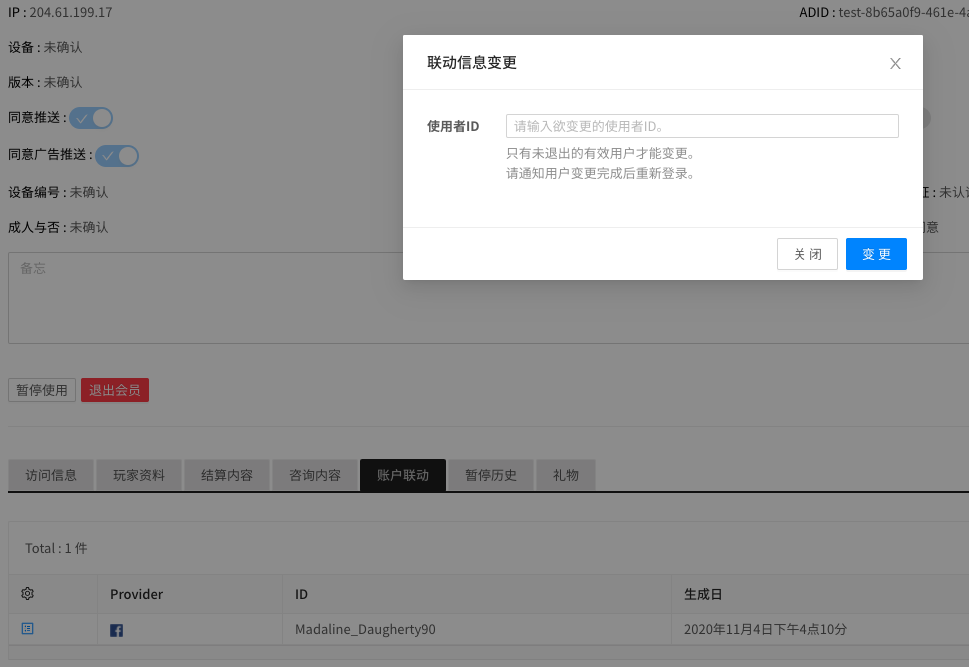 IP : 204.61.199.17
ADID : test-8b65a0f9-461e-4a
设备 : 未确认
版本 : 未确认
同意推送 :
同意广告推送 :
设备编号 : 未确认
证 : 未认证
成人与否 : 未确认
意
联动信息变更
使用者ID
请输入欲变更的使用者ID。
只有未退出的有效用户才能变更。
请通知用户变更完成后重新登录。
关 闭
变 更
备忘
暂停使用
退出会员
访问信息
玩家资料
结算内容
咨询内容
账户联动
暂停历史
礼物
Total : 1 件
Provider
ID
生成日
Madaline_Daugherty90
2020年11月4日下午4点10分